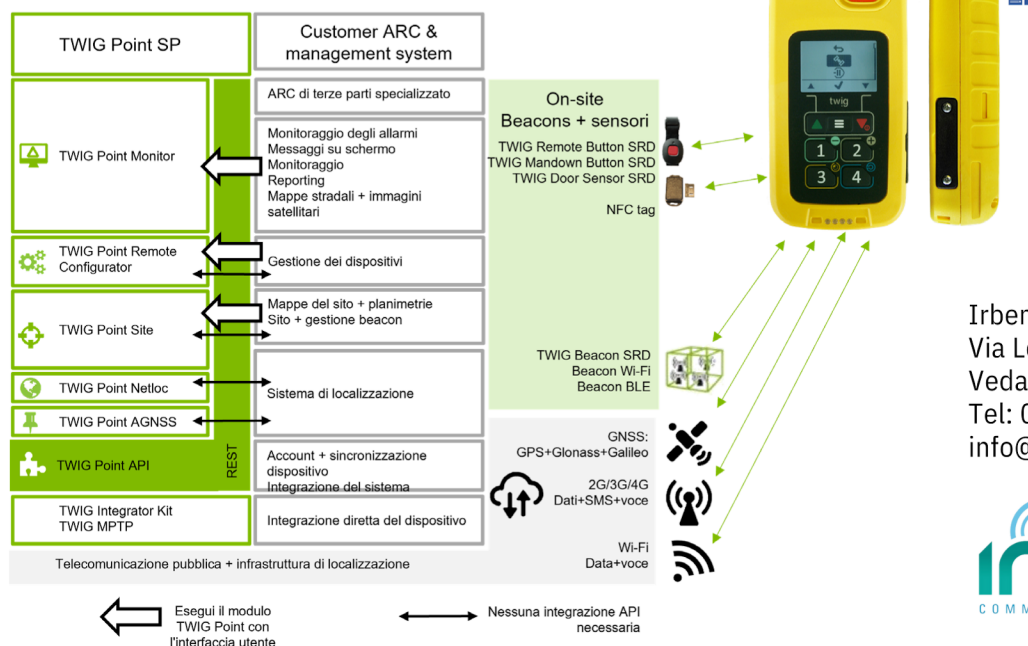 TWIG Point SP
Customer ARC &
management system
TWIG Point Monitor
ARC di terze parti specializzato
Monitoraggio degli allarmi
Messaggi su schermo
Monitoraggio
Reporting
Mappe stradali + immagini
satellitari
TWIG Point Remote
Configurator
Gestione dei dispositivi
TWIG Point Site
Mappe del sito + planimetrie
Sito + gestione beacon
TWIG Point Netloc
Sistema di localizzazione
TWIG Point AGNSS
TWIG Point API
REST
Account + sincronizzazione
dispositivo
Integrazione del sistema
TWIG Integrator Kit
TWIG MPTP
Integrazione diretta del dispositivo
Telecomunicazione pubblica + infrastruttura di localizzazione
On-site
Beacons + sensori
TWIG Remote Button SRD
TWIG Mandown Button SRD
TWIG Door Sensor SRD
NFC tag
TWIG Beacon SRD
Beacon Wi-Fi
Beacon BLE
GNSS:
GPS+Glonass+Galileo
2G/3G/4G
Dati+SMS+voce
Wi-Fi
Data+voce
Esegui il modulo
TWIG Point con
l'interfaccia utente
Nessuna integrazione API
necessaria
twig
1 2
3 4
Via
Tel:
info@